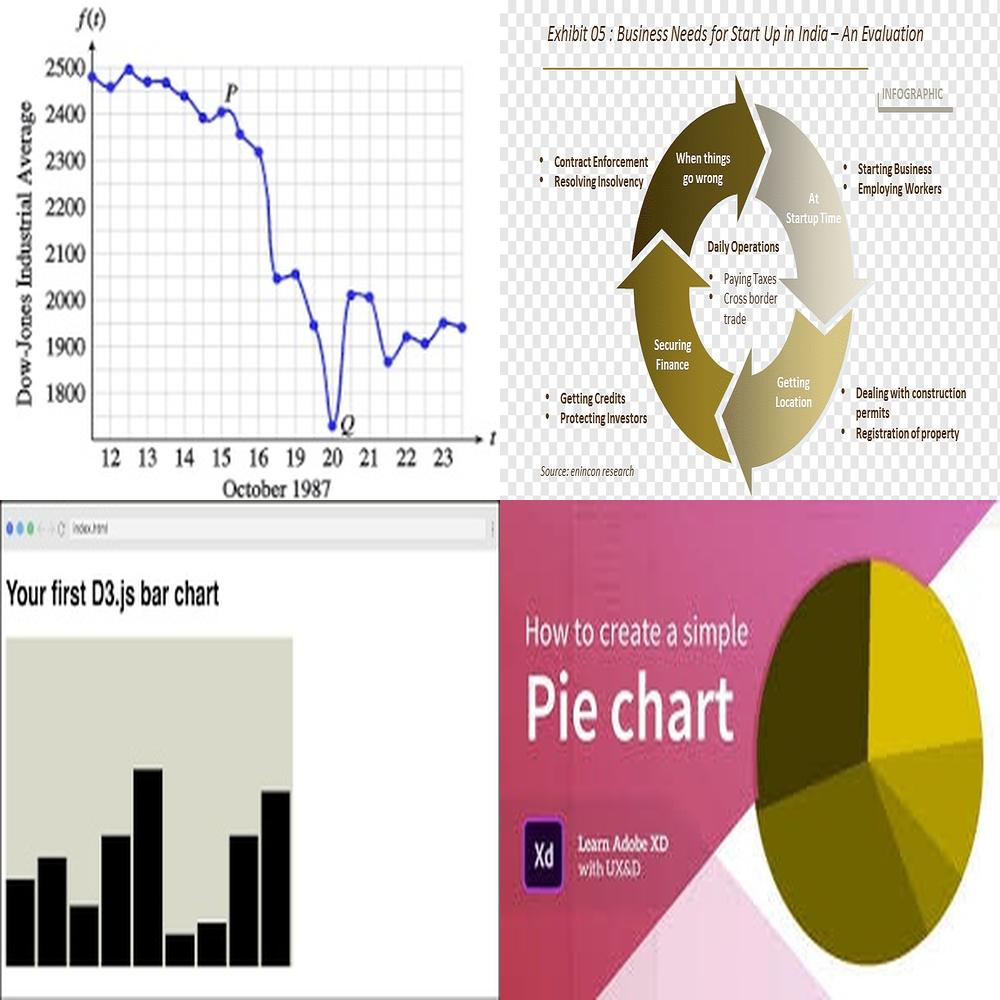 f(t)
Dow-Jones Industrial Average
2500
2400
2300
2200
2100
2000
1900
1800
P
Q
t
12 13 14 15 16 19 20 21 22 23
October 1987
Exhibit 05 : Business Needs for Start Up in India – An Evaluation
INFOGRAPHIC
• Contract Enforcement
• Resolving Insolvency
When things
go wrong
• Starting Business
• Employing Workers
At
Startup Time
Daily Operations
• Paying Taxes
• Cross border
trade
Securing
Finance
Getting
Location
• Getting Credits
• Protecting Investors
• Dealing with construction
permits
• Registration of property
Source: enincon research
index.html
Your first D3.js bar chart
How to create a simple
Pie chart
Xd
Learn Adobe XD
with UX&D